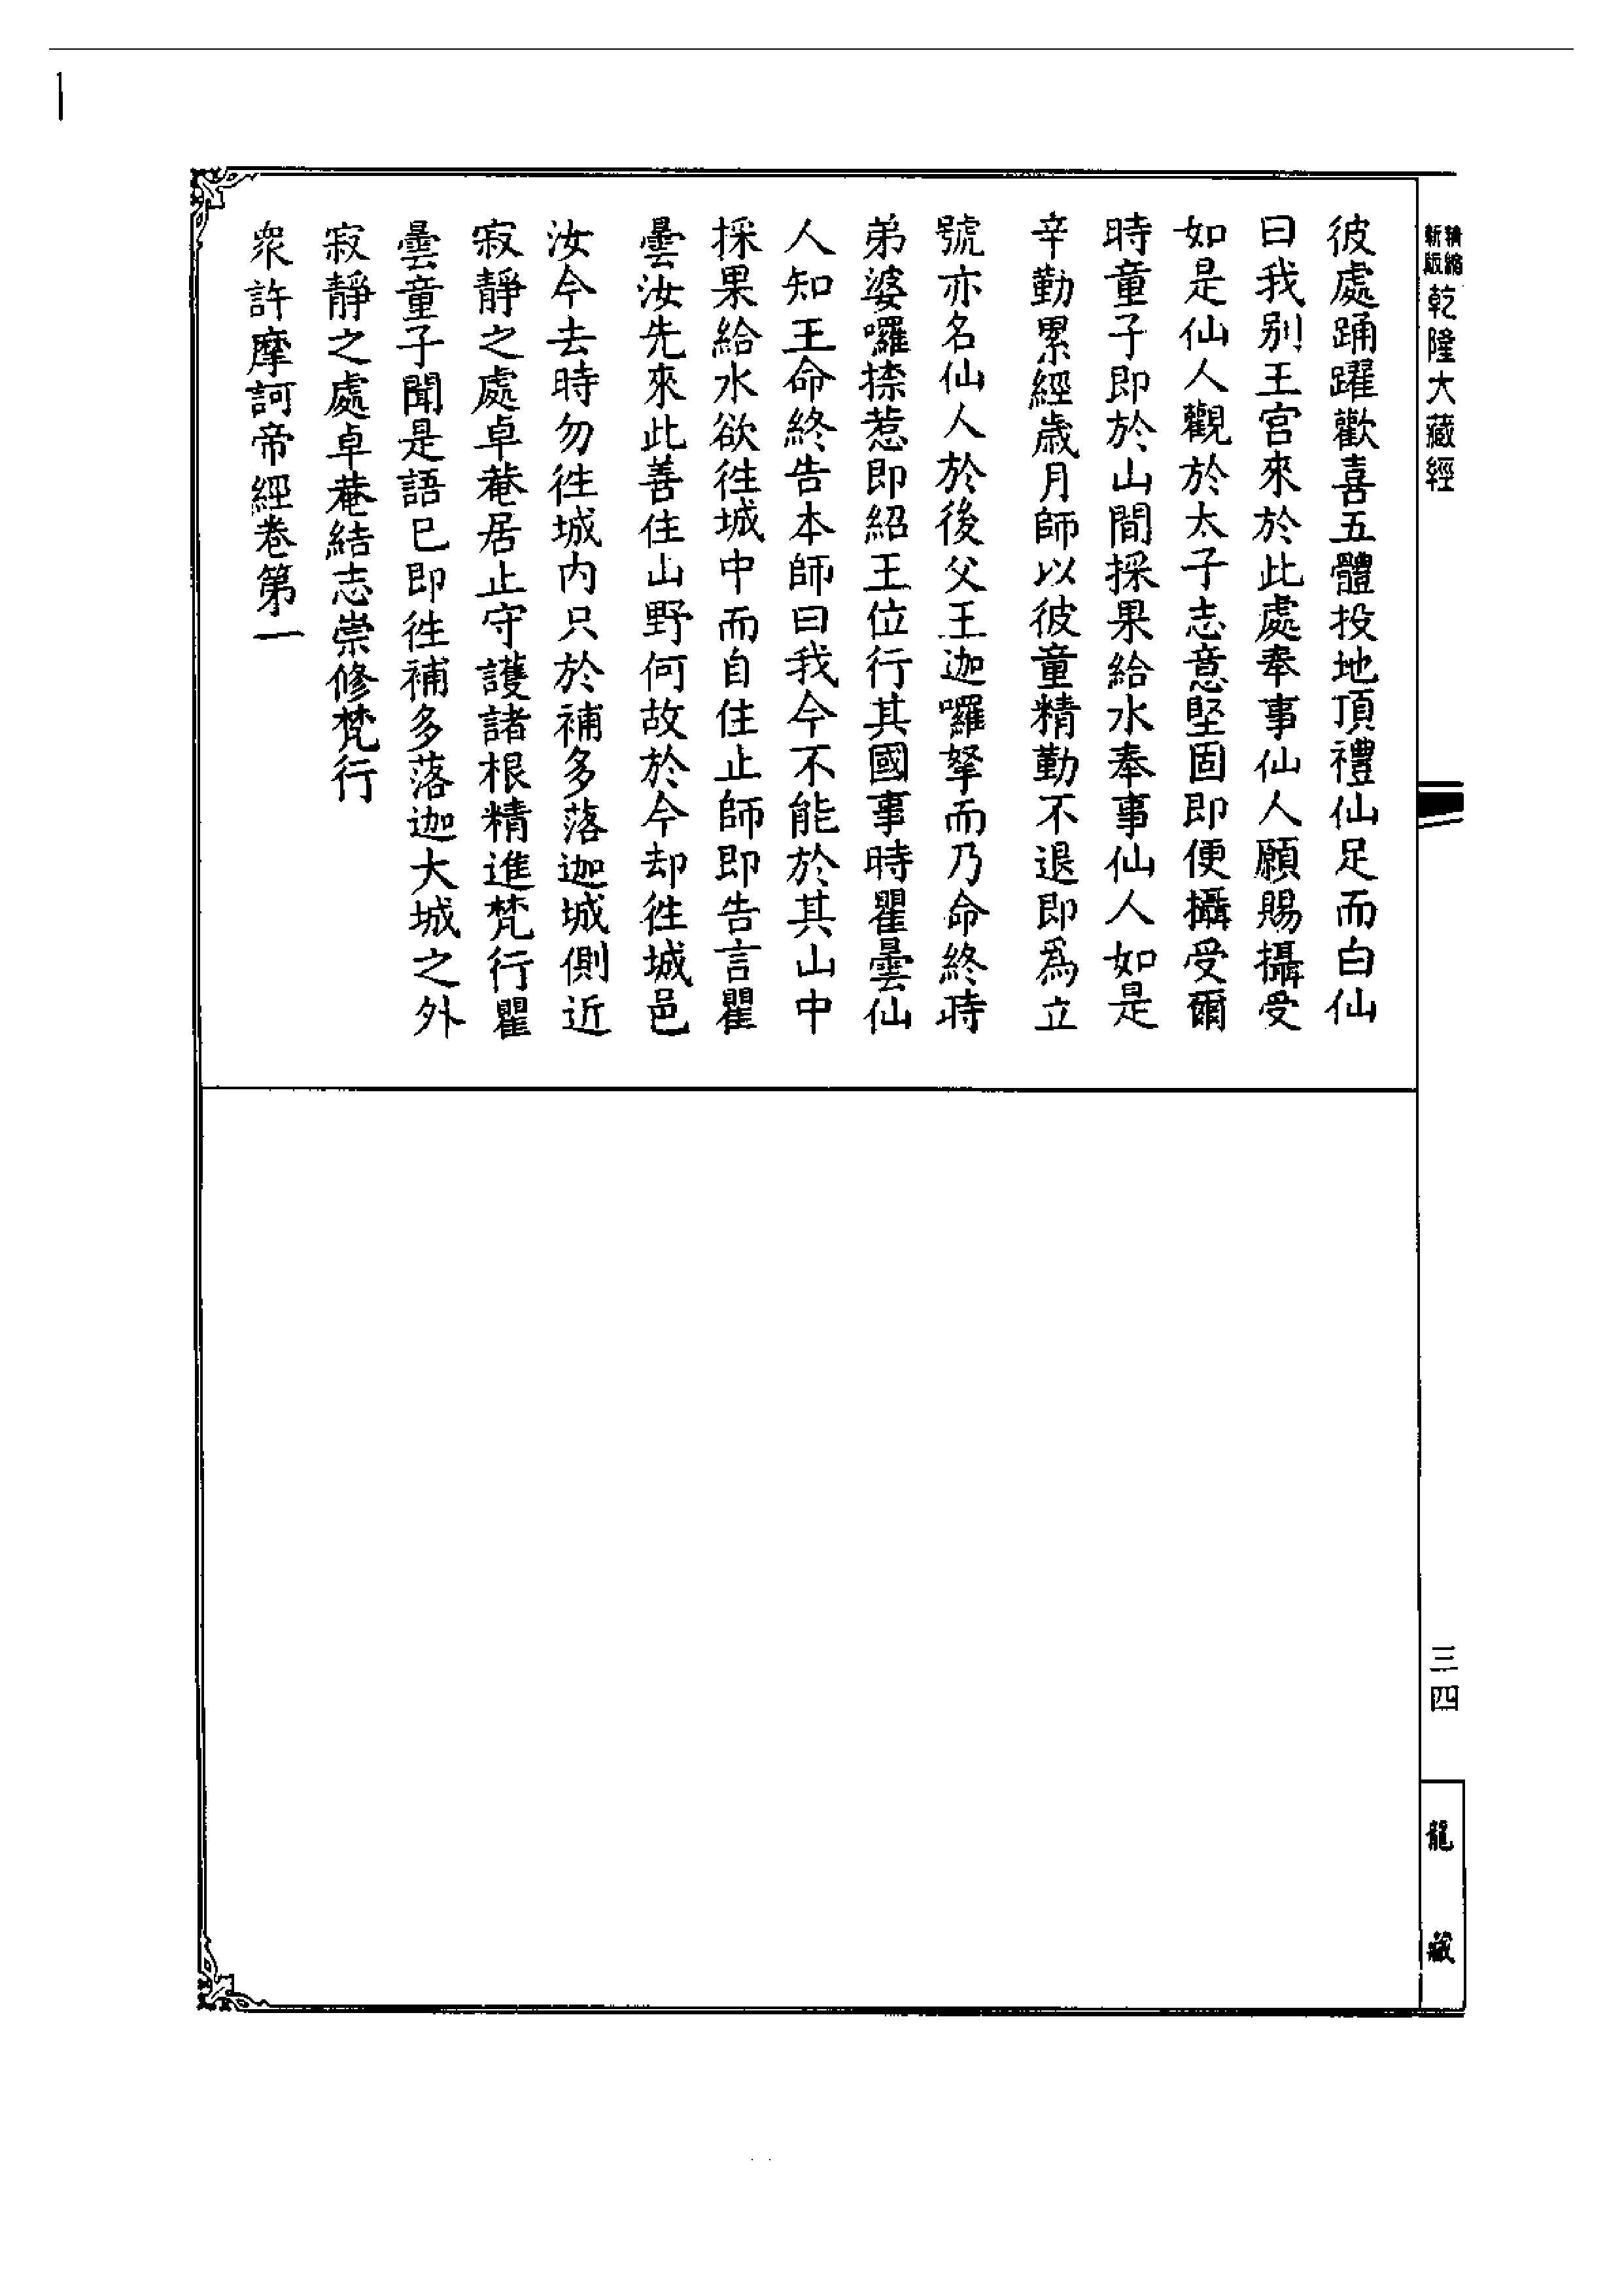 精縮
新版
乾隆大藏經
彼處踊躍歡喜五體投地頂禮仙足而白仙
曰我別王宮來於此處奉事仙人願賜攝受
如是仙人觀於太子志意堅固即便攝受爾
時童子即於山間採果給水奉事仙人如是
辛勤累經歲月師以彼童精勤不退即爲立
號亦名仙人於後父王迦囉拏而乃命終時
弟婆囉捺惹即紹王位行其國事時瞿曇仙
人知王命終告本師曰我今不能於其山中
採果給水欲徃城中而自住止師即告言瞿
曇汝先來此善住山野何故於今却徃城邑
汝今去時勿徃城内只於補多落迦城側近
寂靜之處卓菴居止守護諸根精進梵行瞿
曇童子聞是語已即徃補多落迦大城之外
寂靜之處卓菴結志崇修梵行
衆許摩訶帝經卷第一
三四
龍藏